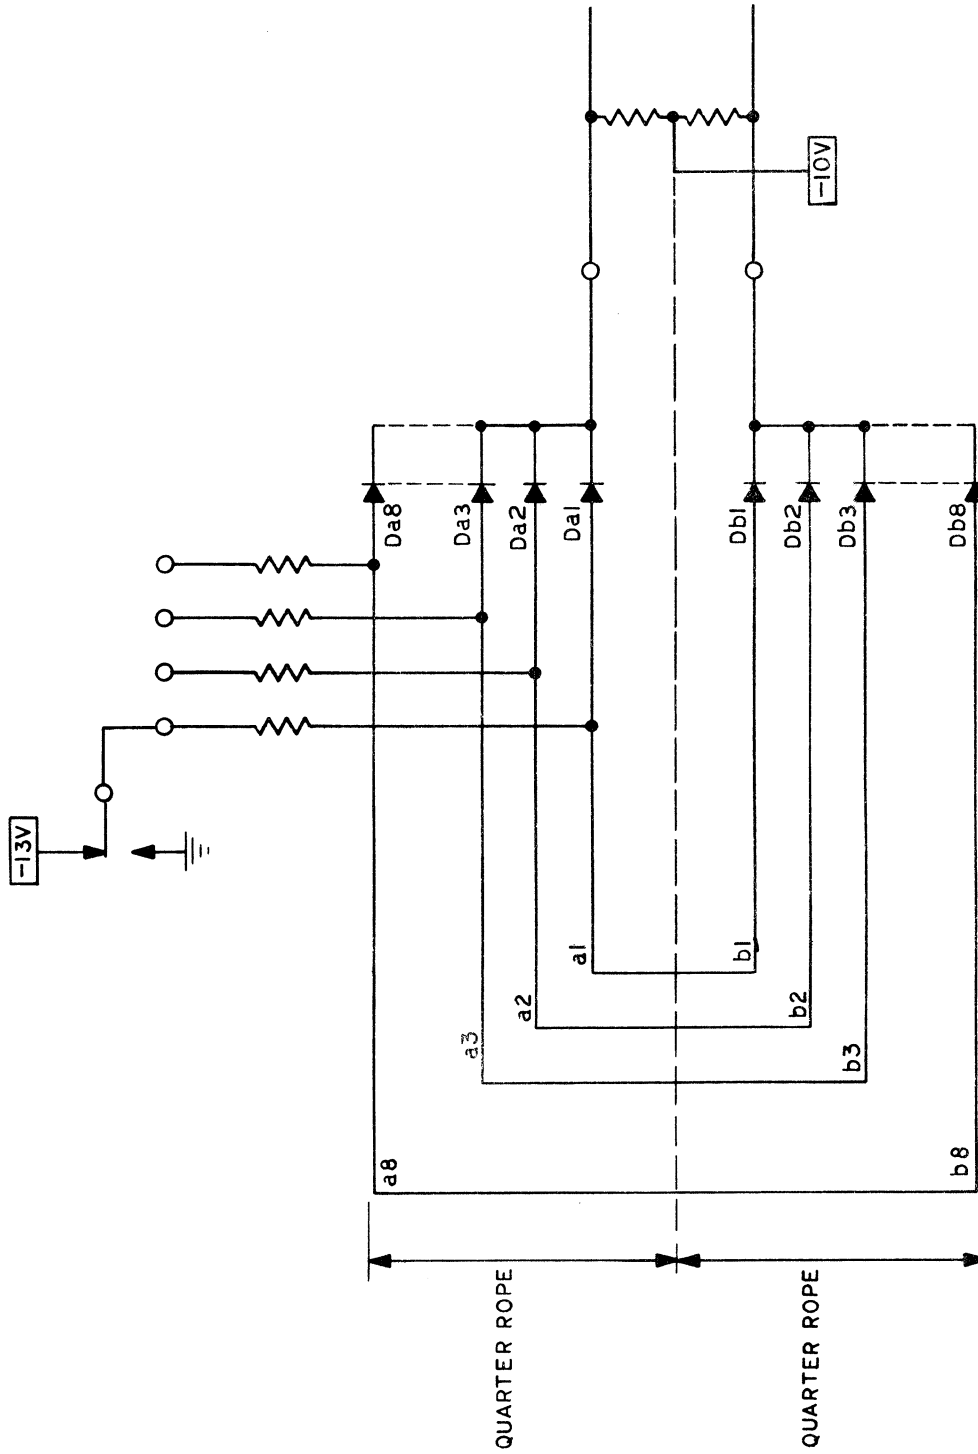 -13V
-10V
Da8
Da3
Da2
Da1
Db1
Db2
Db3
Db8
a8
a3
a2
a1
b1
b2
b3
b8
QUARTER ROPE
QUARTER ROPE